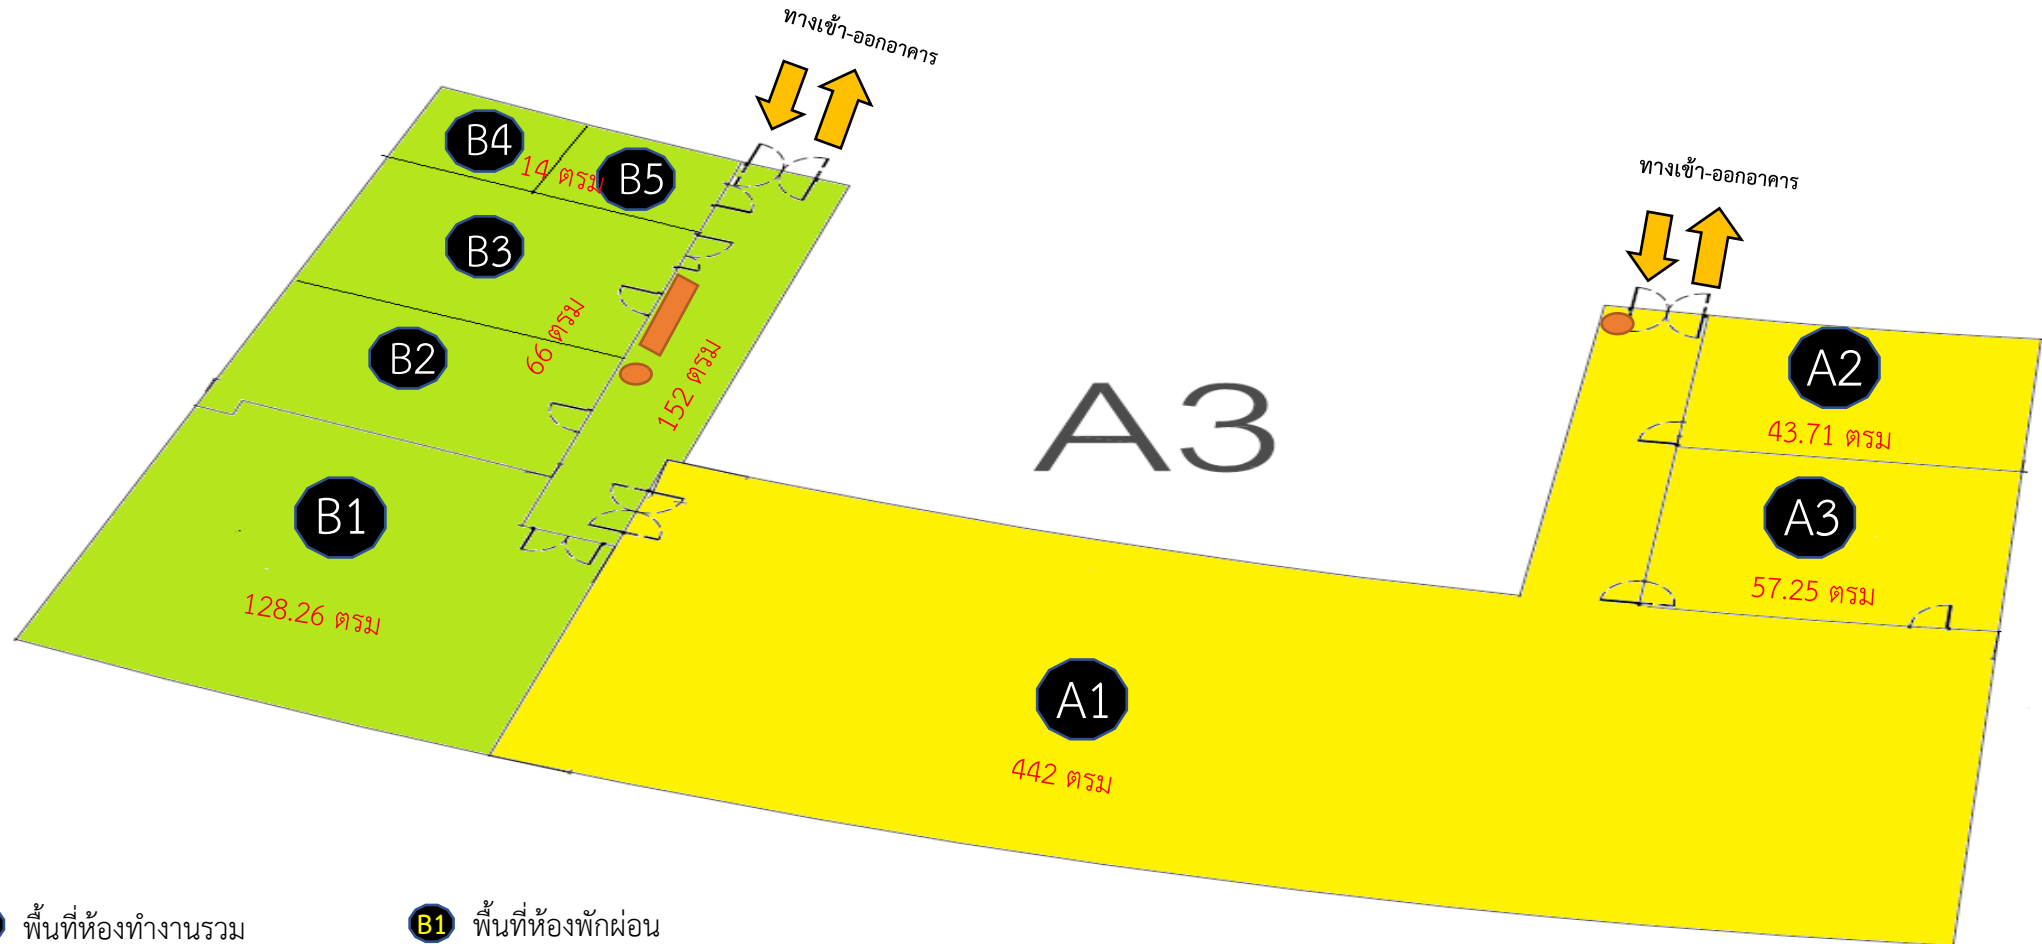 ทางเข้า-ออกอาคาร
ทางเข้า-ออกอาคาร
B4
14 ตรม
B5
B3
66 ตรม
B2
152 ตรม
B1
128.26 ตรม
A3
A2
43.71 ตรม
A3
57.25 ตรม
A1
442 ตรม
พื้นที่ห้องทำงานรวม
B1 พื้นที่ห้องพักผ่อน